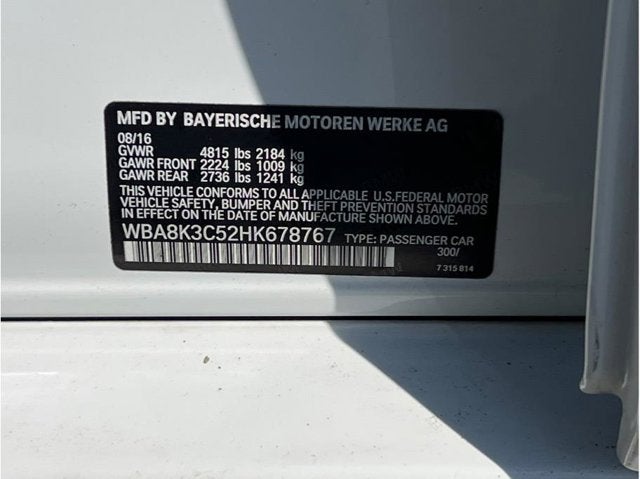 MFD BY BAYERISCHE MOTOREN WERKE AG
08/16
GVWR 4815 lbs 2184 kg
GAWR FRONT 2224 lbs 1009 kg
GAWR REAR 2736 lbs 1241 kg
THIS VEHICLE CONFORMS TO ALL APPLICABLE U.S.FEDERAL MOTOR
VEHICLE SAFETY, BUMPER, AND THEFT PREVENTION STANDARDS
IN EFFECT ON THE DATE OF MANUFACTURE SHOWN ABOVE.
WBA8K3C52HK678767 TYPE: PASSENGER CAR
300/
7 315 814